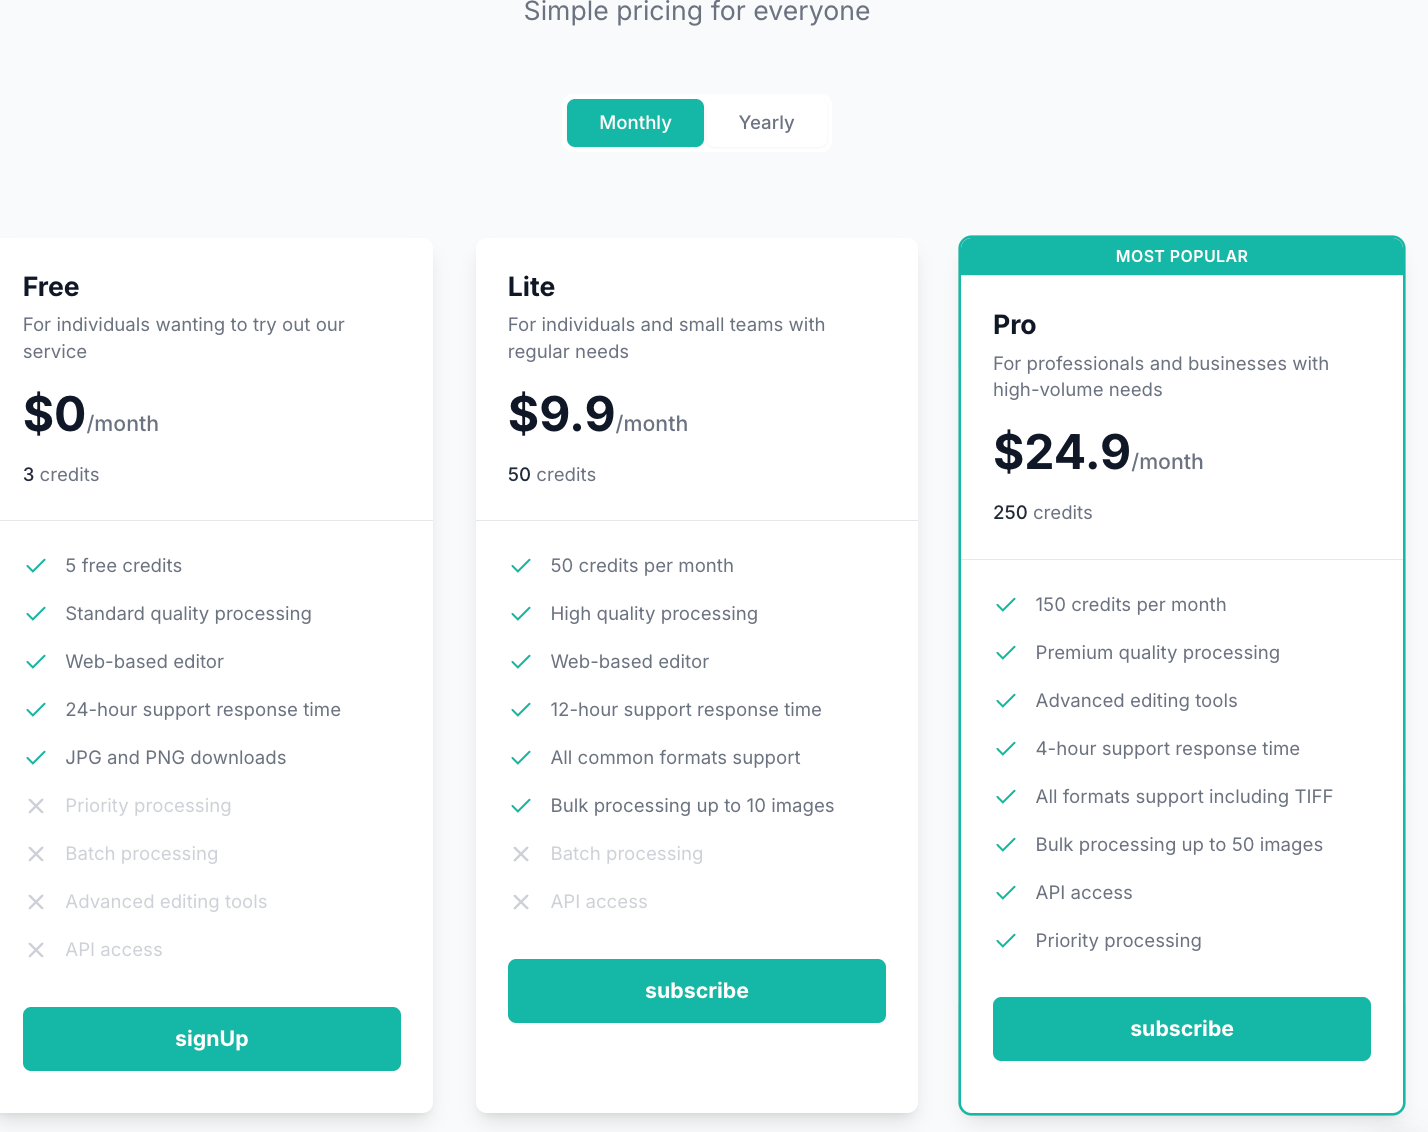 Simple pricing for everyone
Monthly
Yearly
Free
For individuals wanting to try out our
service
$0/month
3 credits
5 free credits
Standard quality processing
Web-based editor
24-hour support response time
JPG and PNG downloads
Priority processing
Batch processing
Advanced editing tools
API access
signUp
Lite
For individuals and small teams with
regular needs
$9.9/month
50 credits
50 credits per month
High quality processing
Web-based editor
12-hour support response time
All common formats support
Bulk processing up to 10 images
Batch processing
API access
subscribe
MOST POPULAR
Pro
For professionals and businesses with
high-volume needs
$24.9/month
250 credits
150 credits per month
Premium quality processing
Advanced editing tools
4-hour support response time
All formats support including TIFF
Bulk processing up to 50 images
API access
Priority processing
subscribe